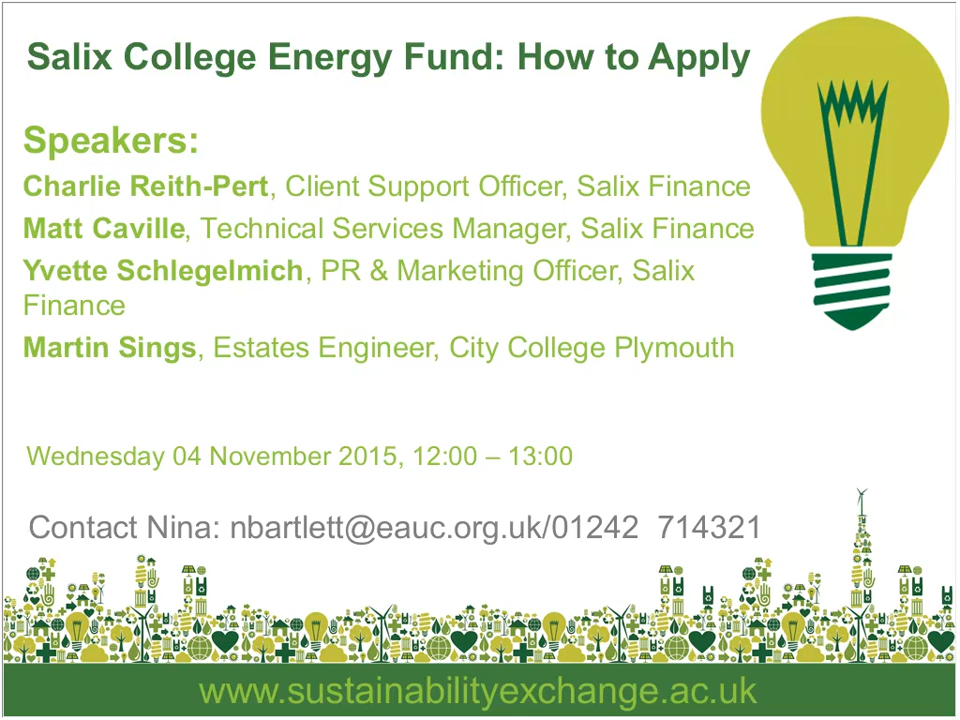 Salix College Energy Fund: How to Apply
Speakers:
Charlie Reith-Pert, Client Support Officer, Salix Finance
Matt Caville, Technical Services Manager, Salix Finance
Yvette Schlegelmich, PR & Marketing Officer, Salix
Finance
Martin Sings, Estates Engineer, City College Plymouth
Wednesday 04 November 2015, 12:00 – 13:00
Contact Nina: nbartlett@eauc.org.uk/01242  714321
www.sustainabilityexchange.ac.uk